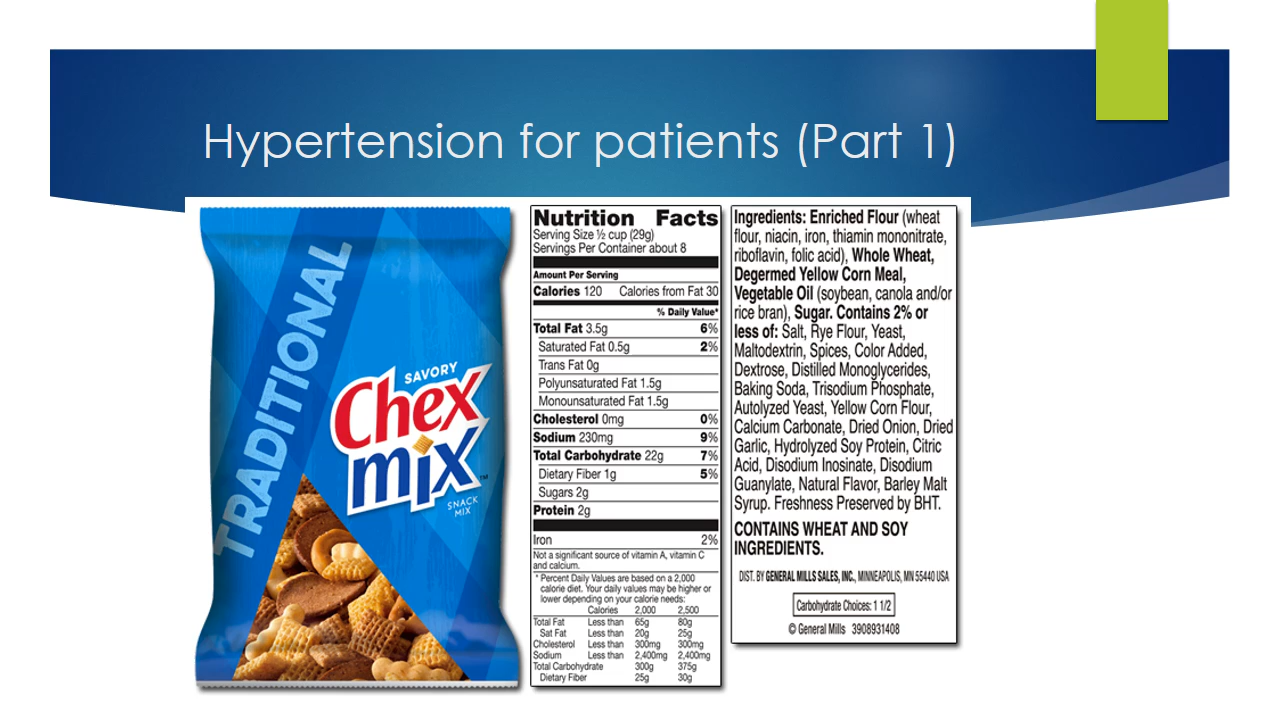 Hypertension for patients (Part 1)
TRADITIONAL
SAVORY
Chex
mix™
SNACK
MIX
Nutrition Facts
Serving Size ½ cup (29g)
Servings Per Container about 8
Amount Per Serving
Calories 120 Calories from Fat 30
% Daily Value*
Total Fat 3.5g 6%
Saturated Fat 0.5g 2%
Trans Fat 0g
Polyunsaturated Fat 1.5g
Monounsaturated Fat 1.5g
Cholesterol 0mg 0%
Sodium 230mg 9%
Total Carbohydrate 22g 7%
Dietary Fiber 1g 5%
Sugars 2g
Protein 2g
Iron 2%
Not a significant source of vitamin A, vitamin C
and calcium.
* Percent Daily Values are based on a 2,000
calorie diet. Your daily values may be higher or
lower depending on your calorie needs:
Calories 2,000 2,500
Total Fat Less than 65g 80g
Sat Fat Less than 20g 25g
Cholesterol Less than 300mg 300mg
Sodium Less than 2,400mg 2,400mg
Total Carbohydrate 300g 375g
Dietary Fiber 25g 30g
Ingredients: Enriched Flour (wheat
flour, niacin, iron, thiamin mononitrate,
riboflavin, folic acid), Whole Wheat,
Degermed Yellow Corn Meal,
Vegetable Oil (soybean, canola and/or
rice bran), Sugar. Contains 2% or
less of: Salt, Rye Flour, Yeast,
Maltodextrin, Spices, Color Added,
Dextrose, Distilled Monoglycerides,
Baking Soda, Trisodium Phosphate,
Autolyzed Yeast, Yellow Corn Flour,
Calcium Carbonate, Dried Onion, Dried
Garlic, Hydrolyzed Soy Protein, Citric
Acid, Disodium Inosinate, Disodium
Guanylate, Natural Flavor, Barley Malt
Syrup. Freshness Preserved by BHT.
CONTAINS WHEAT AND SOY
INGREDIENTS.
DIST. BY GENERAL MILLS SALES, INC., MINNEAPOLIS, MN 55440 USA
Carbohydrate Choices: 1 1/2
© General Mills 3908931408